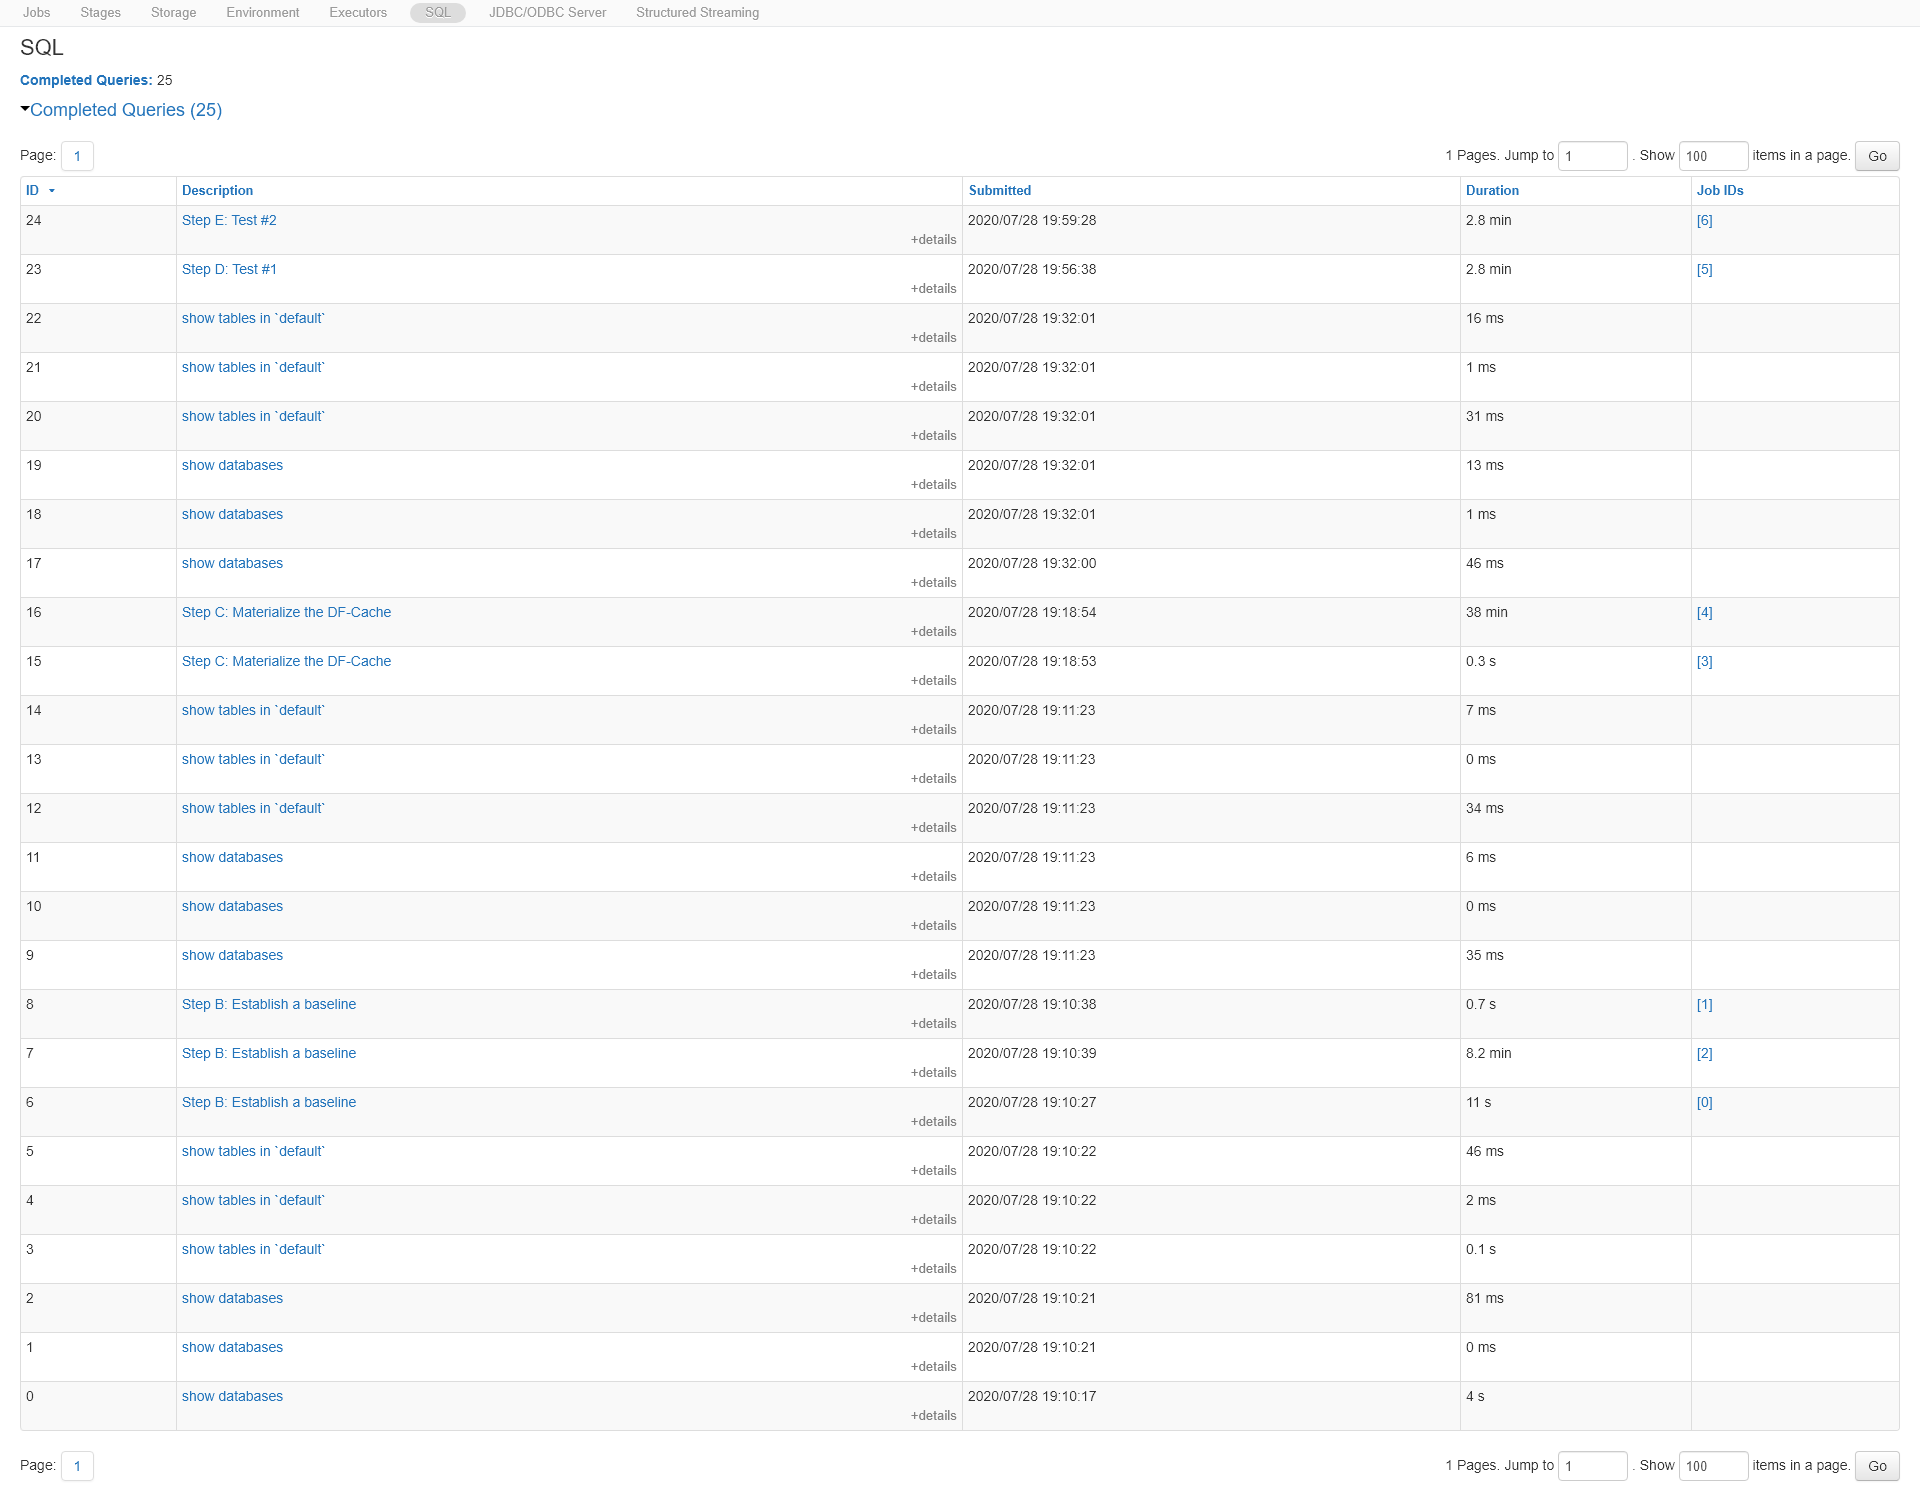 Jobs Stages Storage Environment Executors SQL JDBC/ODBC Server Structured Streaming
SQL
Completed Queries: 25
Completed Queries (25)
Page: 1 1 Pages. Jump to 1 . Show 100 items in a page. Go
ID Description Submitted Duration Job IDs
24 Step E: Test #2 2020/07/28 19:59:28 2.8 min [6]
+details
23 Step D: Test #1 2020/07/28 19:56:38 2.8 min [5]
+details
22 show tables in `default` 2020/07/28 19:32:01 16 ms
+details
21 show tables in `default` 2020/07/28 19:32:01 1 ms
+details
20 show tables in `default` 2020/07/28 19:32:01 31 ms
+details
19 show databases 2020/07/28 19:32:01 13 ms
+details
18 show databases 2020/07/28 19:32:01 1 ms
+details
17 show databases 2020/07/28 19:32:00 46 ms
+details
16 Step C: Materialize the DF-Cache 2020/07/28 19:18:54 38 min [4]
+details
15 Step C: Materialize the DF-Cache 2020/07/28 19:18:53 0.3 s [3]
+details
14 show tables in `default` 2020/07/28 19:11:23 7 ms
+details
13 show tables in `default` 2020/07/28 19:11:23 0 ms
+details
12 show tables in `default` 2020/07/28 19:11:23 34 ms
+details
11 show databases 2020/07/28 19:11:23 6 ms
+details
10 show databases 2020/07/28 19:11:23 0 ms
+details
9 show databases 2020/07/28 19:11:23 35 ms
+details
8 Step B: Establish a baseline 2020/07/28 19:10:38 0.7 s [1]
+details
7 Step B: Establish a baseline 2020/07/28 19:10:39 8.2 min [2]
+details
6 Step B: Establish a baseline 2020/07/28 19:10:27 11 s [0]
+details
5 show tables in `default` 2020/07/28 19:10:22 46 ms
+details
4 show tables in `default` 2020/07/28 19:10:22 2 ms
+details
3 show tables in `default` 2020/07/28 19:10:22 0.1 s
+details
2 show databases 2020/07/28 19:10:21 81 ms
+details
1 show databases 2020/07/28 19:10:21 0 ms
+details
0 show databases 2020/07/28 19:10:17 4 s
+details
Page: 1 1 Pages. Jump to 1 . Show 100 items in a page. Go